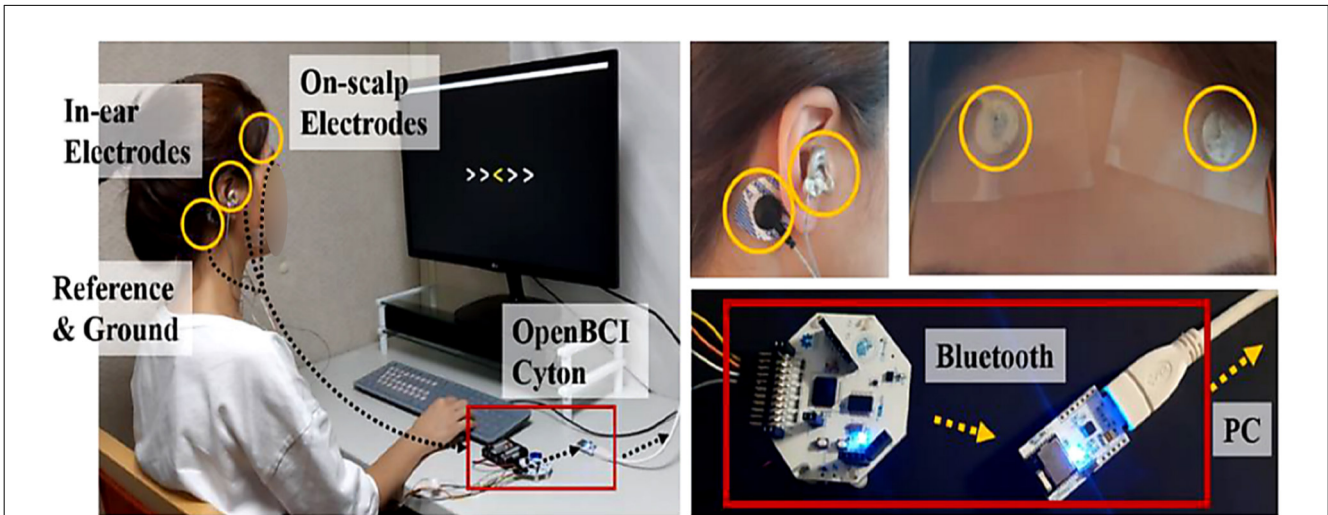 In-ear
Electrodes
On-scalp
Electrodes
>><>>
Reference
& Ground
OpenBCI
Cyton
Bluetooth
PC